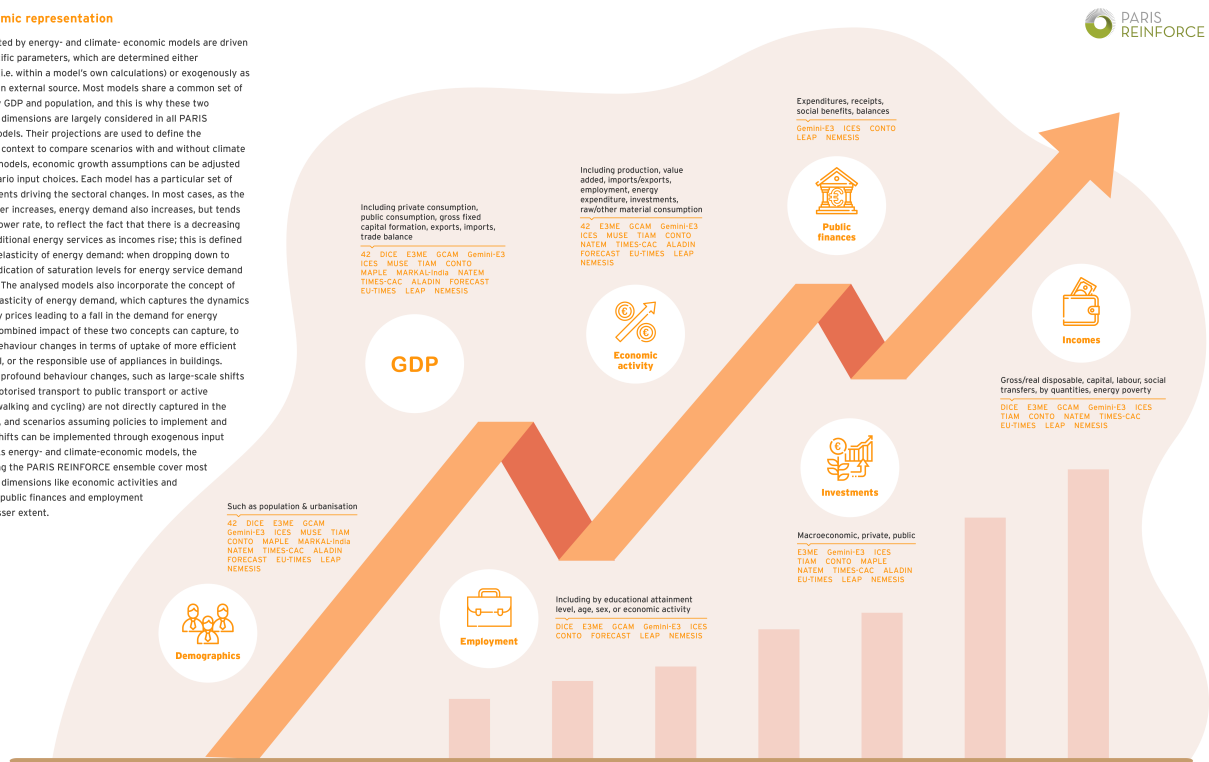 mic representation
ted by energy- and climate- economic models are driven
ific parameters, which are determined either
i.e. within a model's own calculations) or exogenously as
n external source. Most models share a common set of
GDP and population, and this is why these two
dimensions are largely considered in all PARIS
odels. Their projections are used to define the
context to compare scenarios with and without climate
models, economic growth assumptions can be adjusted
ario input choices. Each model has a particular set of
ents driving the sectoral changes. In most cases, as the
er increases, energy demand also increases, but tends
ower rate, to reflect the fact that there is a decreasing
ditional energy services as incomes rise; this is defined
elasticity of energy demand: when dropping down to
dication of saturation levels for energy service demand
The analysed models also incorporate the concept of
asticity of energy demand, which captures the dynamics
y prices leading to a fall in the demand for energy
ombined impact of these two concepts can capture, to
ehaviour changes in terms of uptake of more efficient
l, or the responsible use of appliances in buildings.
profound behaviour changes, such as large-scale shifts
otorised transport to public transport or active
walking and cycling) are not directly captured in the
, and scenarios assuming policies to implement and
hifts can be implemented through exogenous input
s energy- and climate-economic models, the
ng the PARIS REINFORCE ensemble cover most
dimensions like economic activities and
public finances and employment
sser extent.
PARIS
REINFORCE
Such as population & urbanisation
42 DICE E3ME GCAM
Gemini-E3 ICES MUSE TIAM
CONTO MAPLE MARKAL-India
NATEM TIMES-CAC ALADIN
FORECAST EU-TIMES LEAP
NEMESIS
Demographics
Including private consumption,
public consumption, gross fixed
capital formation, exports, imports,
trade balance
42 DICE E3ME GCAM Gemini-E3
ICES MUSE TIAM CONTO
MAPLE MARKAL-India NATEM
TIMES-CAC ALADIN FORECAST
EU-TIMES LEAP NEMESIS
GDP
Employment
Including by educational attainment
level, age, sex, or economic activity
DICE E3ME GCAM Gemini-E3 ICES
CONTO FORECAST LEAP NEMESIS
Including production, value
added, imports/exports,
employment, energy
expenditure, investments,
raw/other material consumption
42 E3ME GCAM Gemini-E3
ICES MUSE TIAM CONTO
NATEM TIMES-CAC ALADIN
FORECAST EU-TIMES LEAP
NEMESIS
Economic
activity
Expenditures, receipts,
social benefits, balances
Gemini-E3 ICES CONTO
LEAP NEMESIS
Public
finances
Investments
Macroeconomic, private, public
E3ME Gemini-E3 ICES
TIAM CONTO MAPLE
NATEM TIMES-CAC ALADIN
EU-TIMES LEAP NEMESIS
Incomes
Gross/real disposable, capital, labour, social
transfers, by quantities, energy poverty
DICE E3ME GCAM Gemini-E3 ICES
TIAM CONTO NATEM TIMES-CAC
EU-TIMES LEAP NEMESIS